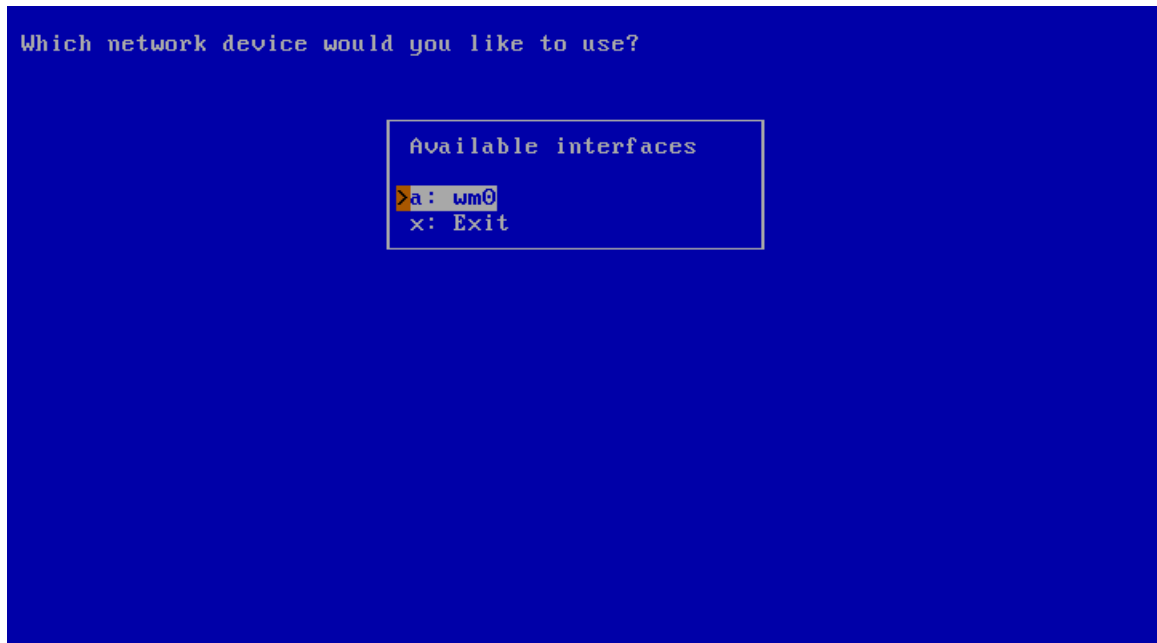 Which network device would you like to use?
Available interfaces
>a: wm0
x: Exit